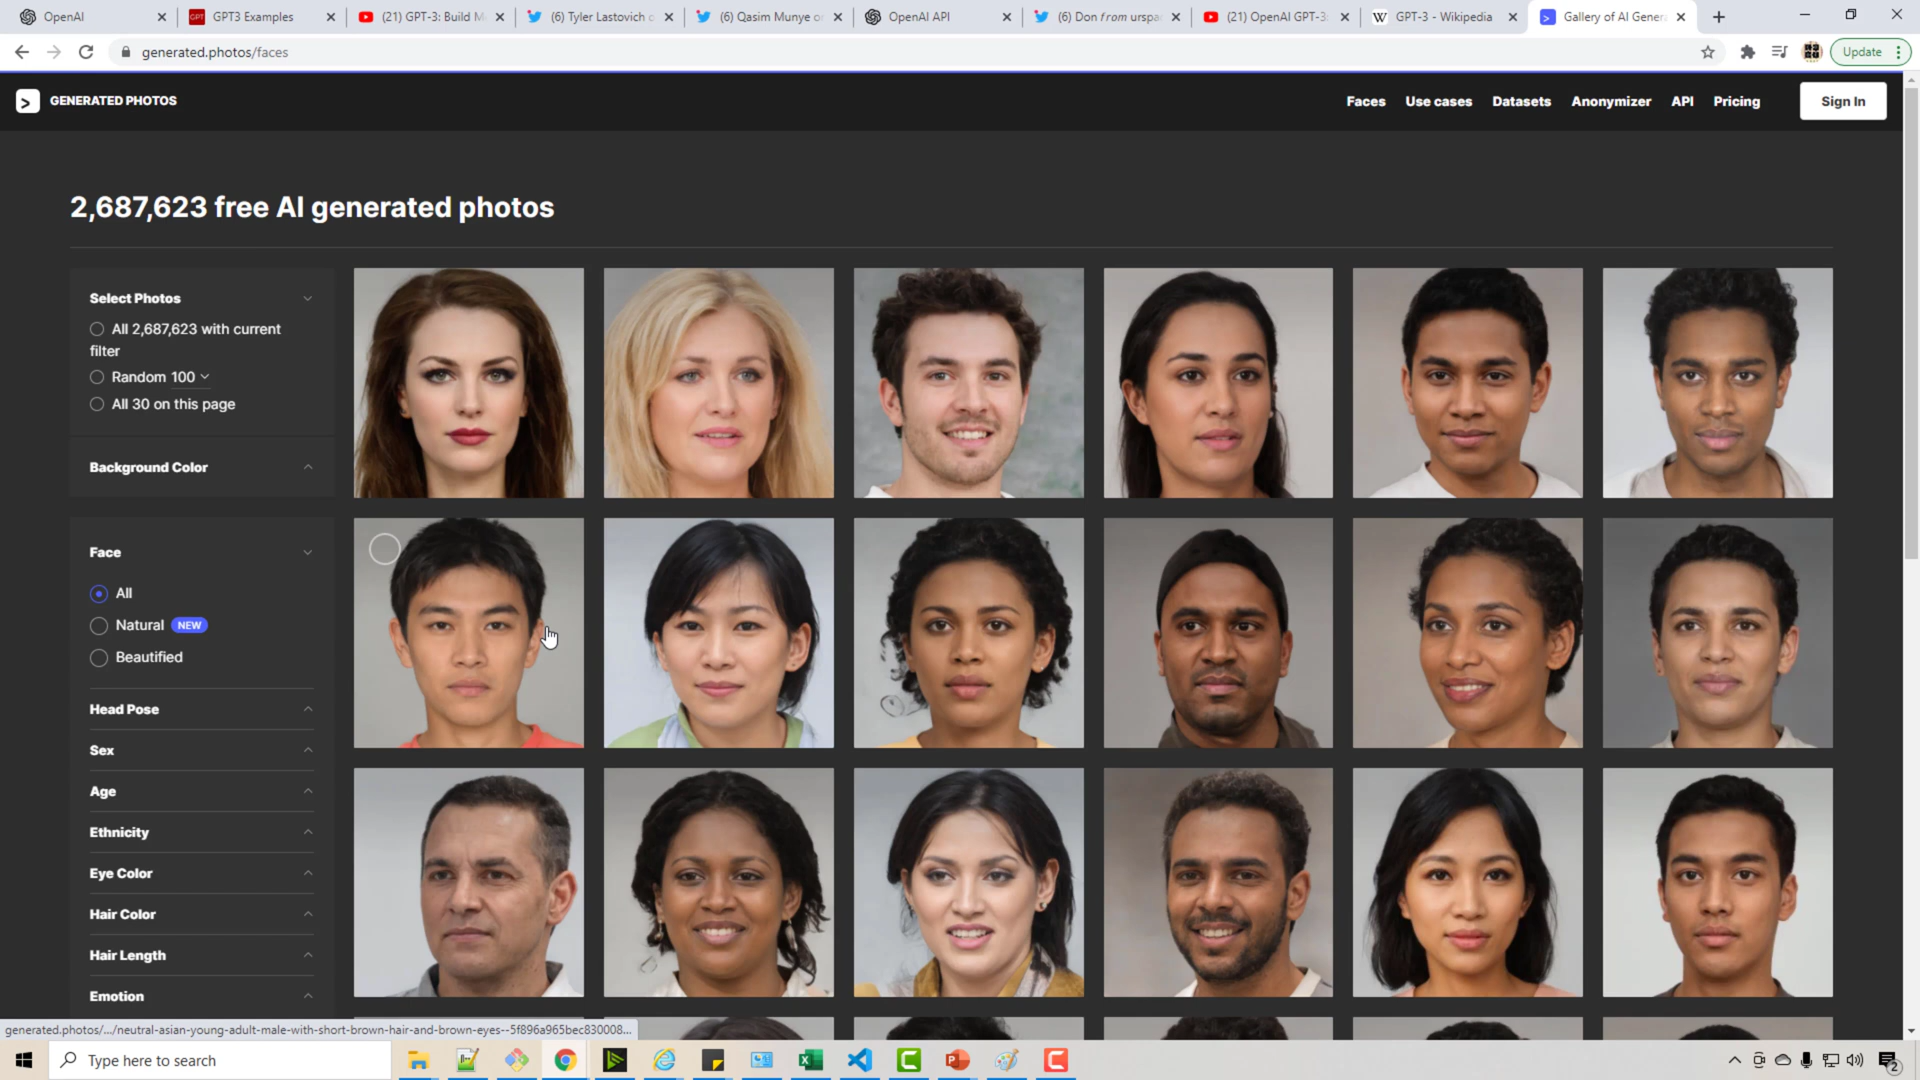 OpenAI
GPT3 Examples
(21) GPT-3: Build M
(6) Tyler Lastovich o
(6) Qasim Munye on
OpenAI API
(6) Don from urspa
(21) OpenAI GPT-3:
GPT-3 - Wikipedia
Gallery of AI Genera
generated.photos/faces
Update
GENERATED PHOTOS
Faces
Use cases
Datasets
Anonymizer
API
Pricing
Sign In
2,687,623 free AI generated photos
Select Photos
All 2,687,623 with current
filter
Random 100
All 30 on this page
Background Color
Face
All
Natural NEW
Beautified
Head Pose
Sex
Age
Ethnicity
Eye Color
Hair Color
Hair Length
Emotion
generated.photos/.../neutral-asian-young-adult-male-with-short-brown-hair-and-brown-eyes--5f896a965bec830008...
Type here to search
2